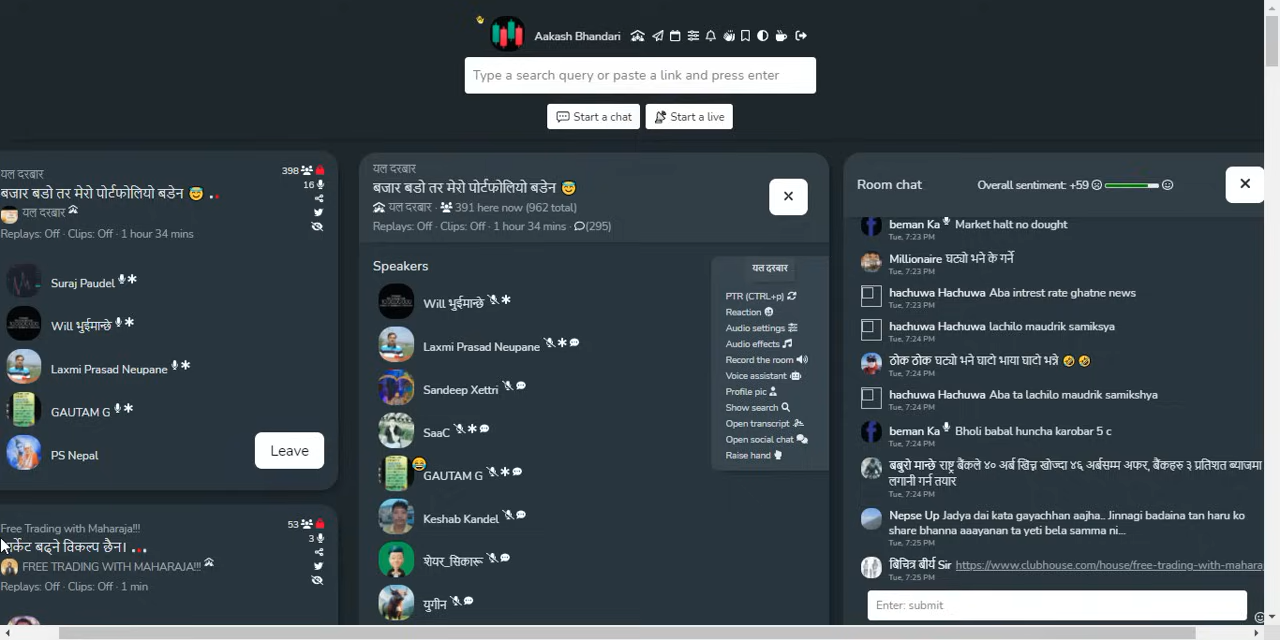 Aakash Bhandari
Type a search query or paste a link and press enter
Start a chat
Start a live
यल दरबार
398
बजार बडो तर मेरो पोर्टफोलियो बडेन 😇
16
यल दरबार
Replays: Off · Clips: Off · 1 hour 34 mins
Suraj Paudel
Will भुईमान्छे
Laxmi Prasad Neupane
GAUTAM G
PS Nepal
Leave
Free Trading with Maharaja!!!
53
मार्केट बढ्ने विकल्प छैन।
3
FREE TRADING WITH MAHARAJA!!!
Replays: Off · Clips: Off · 1 min
यल दरबार
बजार बडो तर मेरो पोर्टफोलियो बडेन 😇
यल दरबार · 391 here now (962 total)
Replays: Off · Clips: Off · 1 hour 34 mins · (295)
Speakers
Will भुईमान्छे
Laxmi Prasad Neupane
Sandeep Xettri
SaaC
GAUTAM G
Keshab Kandel
शेयर_सिकारू
युगीन
यल दरबार
PTR (CTRL+p)
Reaction
Audio settings
Audio effects
Record the room
Voice assistant
Profile pic
Show search
Open transcript
Open social chat
Raise hand
Room chat
Overall sentiment: +59
beman Ka Market halt no dought
Tue, 7:23 PM
Millionaire घट्यो भने के गर्ने
Tue, 7:23 PM
hachuwa Hachuwa Aba intrest rate ghatne news
Tue, 7:23 PM
hachuwa Hachuwa lachilo maudrik samiksya
Tue, 7:24 PM
ठोक ठोक घट्यो भने घाटो भाया घाटो भन्ने 🤣 🤣
Tue, 7:24 PM
hachuwa Hachuwa Aba ta lachilo maudrik samikshya
Tue, 7:24 PM
beman Ka Bholi babal huncha karobar 5 c
Tue, 7:24 PM
बबुरो मान्छे राष्ट्र बैंकले ४० अर्ब खिच्न खोज्दा ४६ अर्बसम्म अफर, बैंकहरु ३ प्रतिशत ब्याजमा
लगानी गर्न तयार
Tue, 7:24 PM
Nepse Up Jadya dai kata gayachhan aajha.. Jinnagi badaina tan haru ko
share bhanna aaayanan ta yeti bela samma ni...
Tue, 7:25 PM
बिचित्र बीर्य Sir https://www.clubhouse.com/house/free-trading-with-mahara
Tue, 7:25 PM
Enter: submit